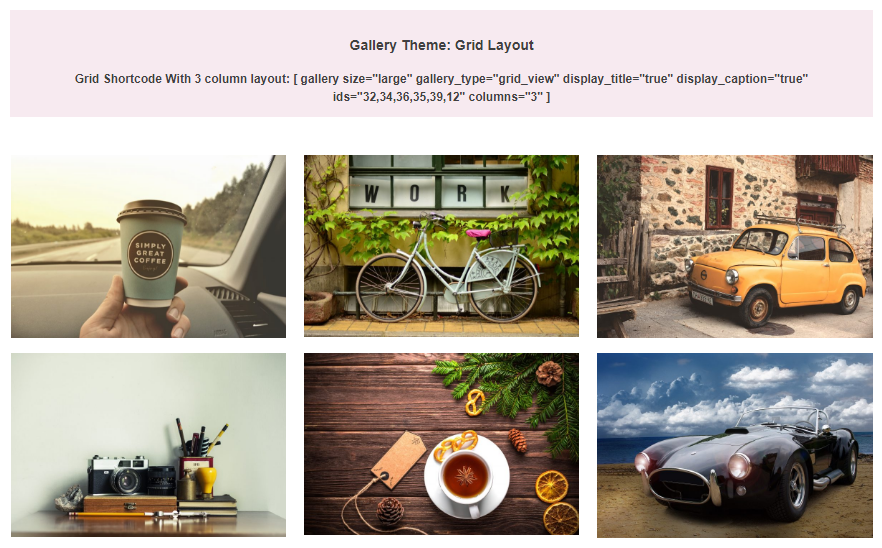 Gallery Theme: Grid Layout
Grid Shortcode With 3 column layout: [ gallery size="large" gallery_type="grid_view" display_title="true" display_caption="true"
ids="32,34,36,35,39,12" columns="3" ]
SIMPLY
GREAT
COFFEE
WORK